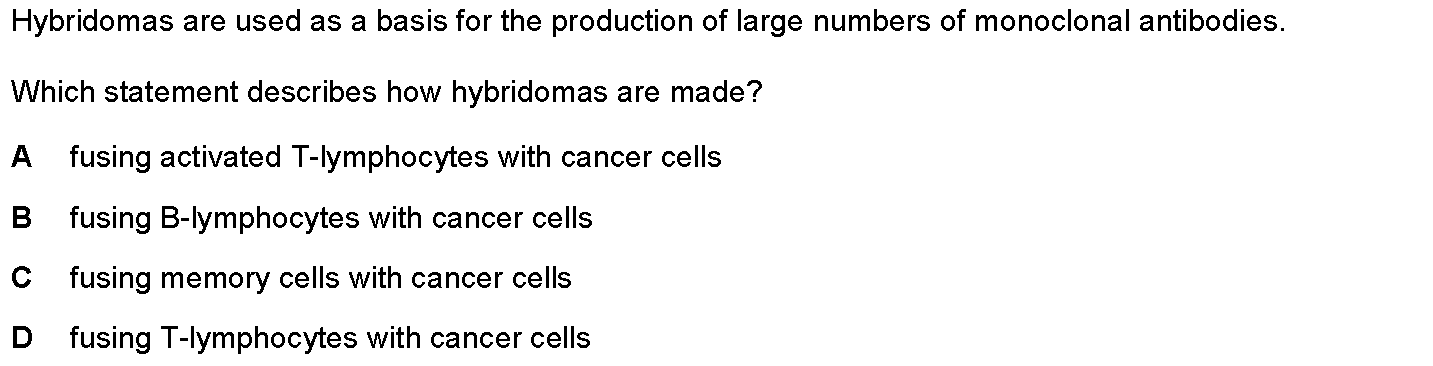 Hybridomas are used as a basis for the production of large numbers of monoclonal antibodies.
Which statement describes how hybridomas are made?
A fusing activated T-lymphocytes with cancer cells
B fusing B-lymphocytes with cancer cells
C fusing memory cells with cancer cells
D fusing T-lymphocytes with cancer cells